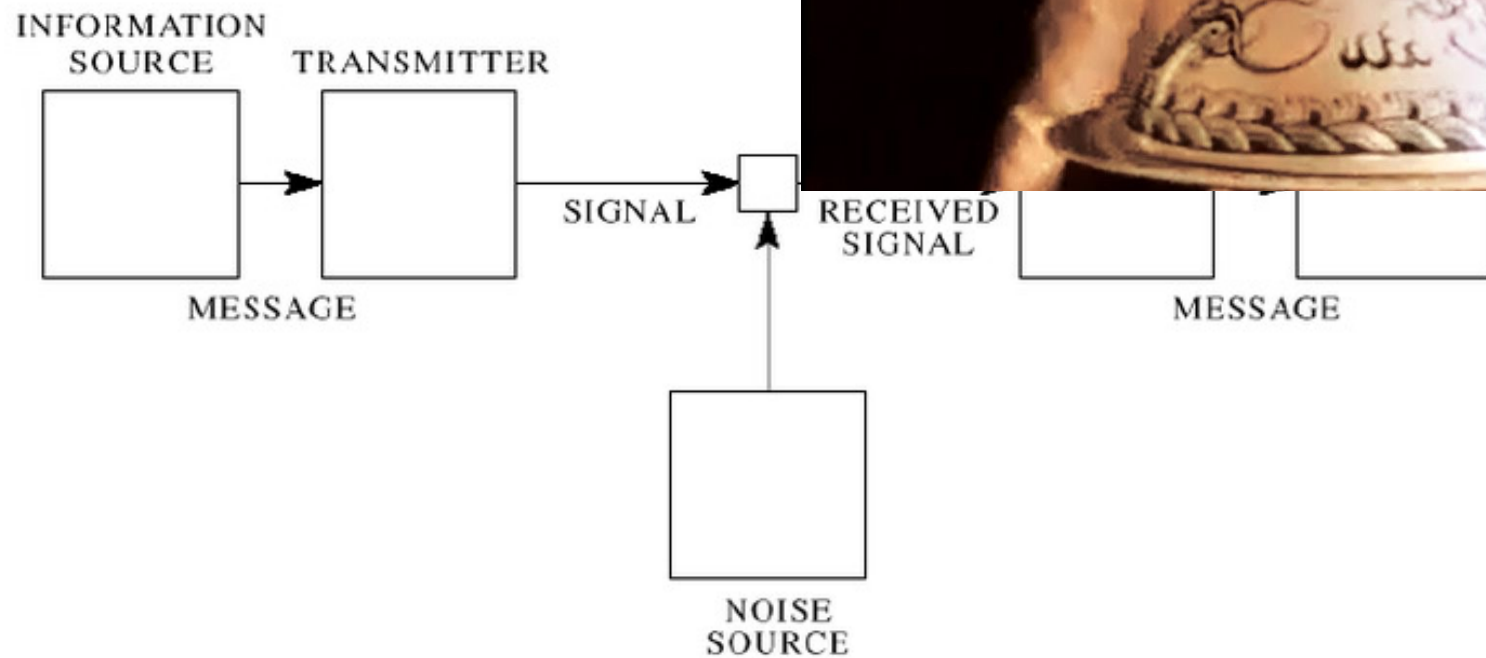 INFORMATION
SOURCE
TRANSMITTER
SIGNAL
RECEIVED
SIGNAL
MESSAGE
MESSAGE
NOISE
SOURCE